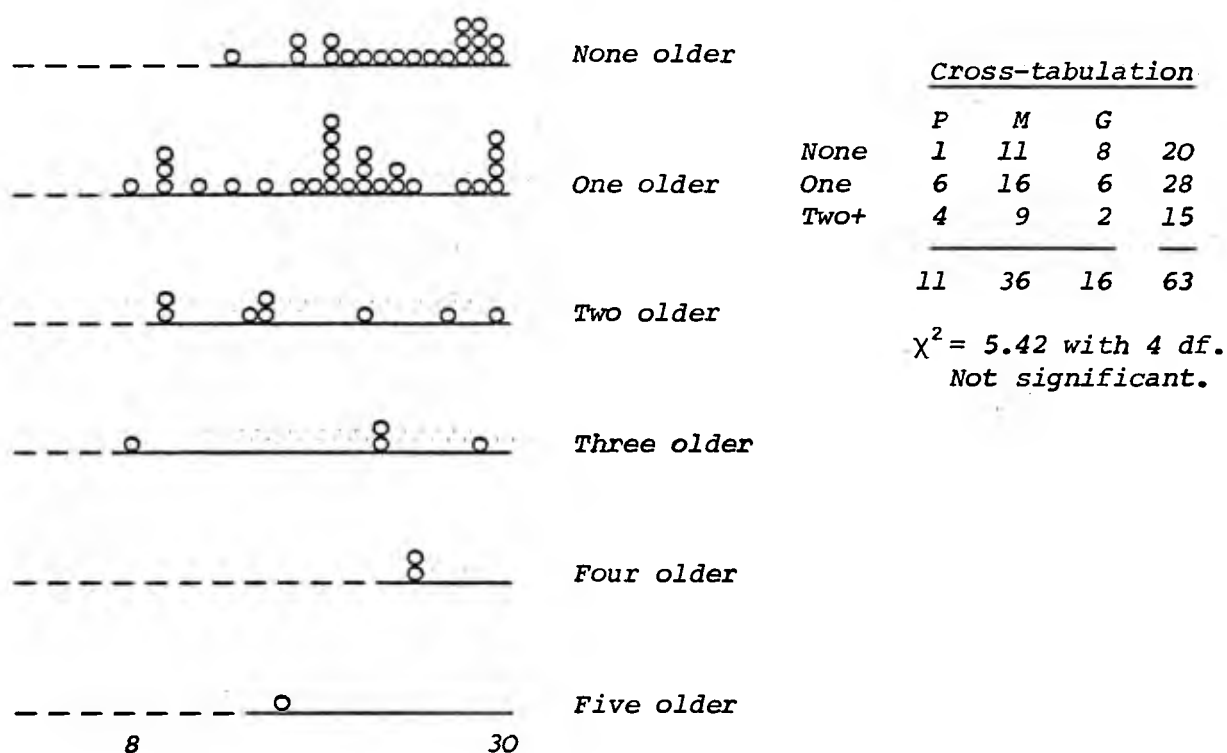 None older
One older
Two older
Three older
Four older
Five older
8 30
Cross-tabulation
P M G
None 1 11 8 20
One 6 16 6 28
Two+ 4 9 2 15
11 36 16 63
χ² = 5.42 with 4 df.
Not significant.